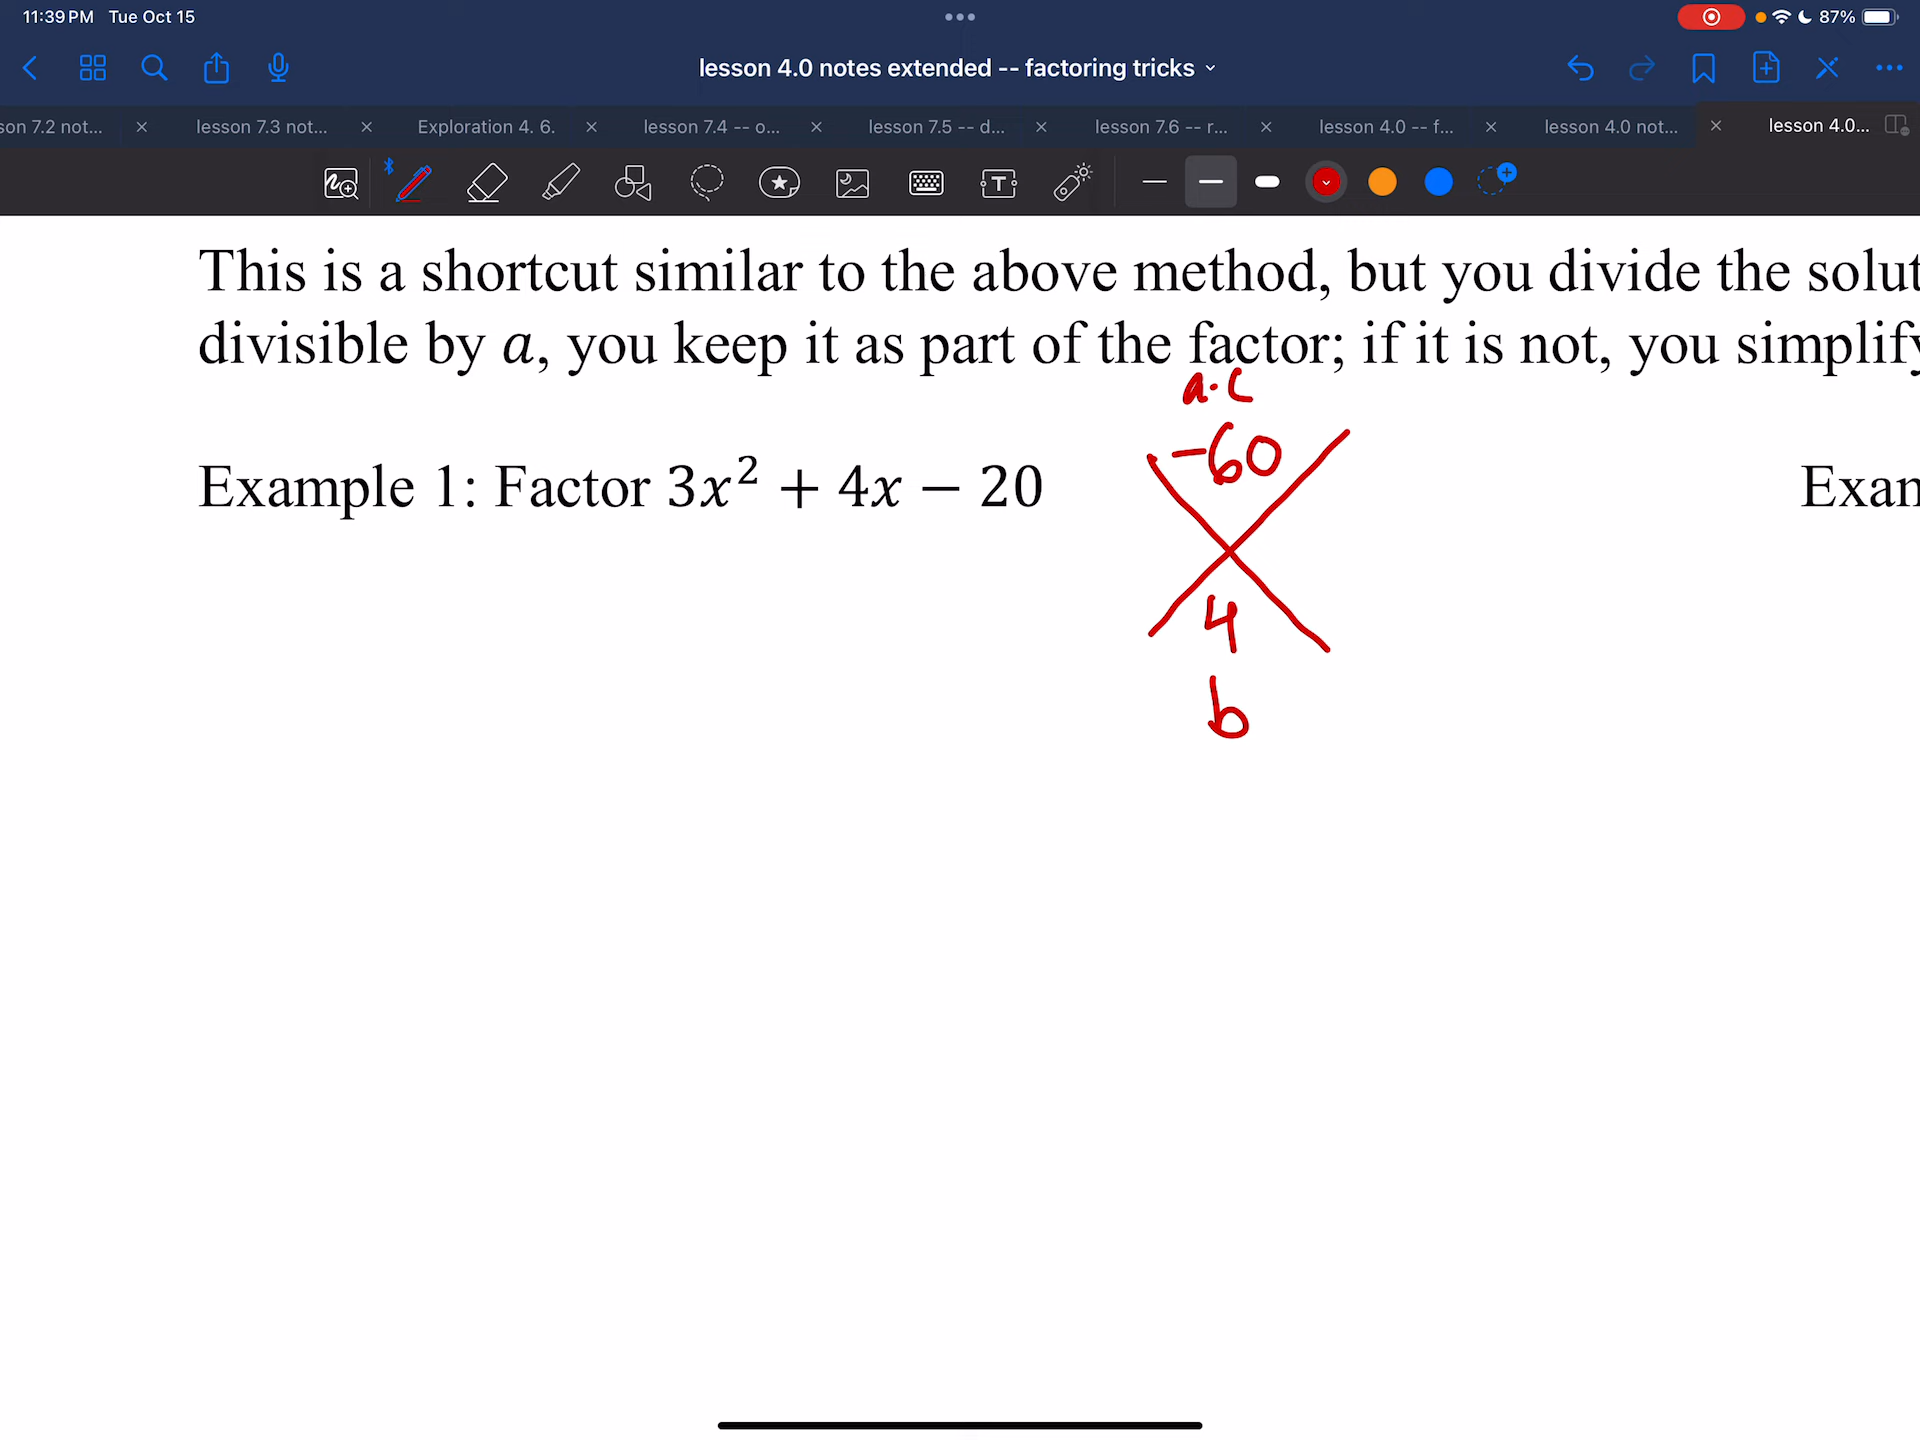 11:39 PM Tue Oct 15
87%
lesson 4.0 notes extended -- factoring tricks
son 7.2 not... lesson 7.3 not... Exploration 4. 6. lesson 7.4 -- o... lesson 7.5 -- d... lesson 7.6 -- r... lesson 4.0 -- f... lesson 4.0 not... lesson 4.0...
T
This is a shortcut similar to the above method, but you divide the solut
divisible by a, you keep it as part of the factor; if it is not, you simplify
a·c
-60
Example 1: Factor 3x² + 4x − 20
Exam
4
b